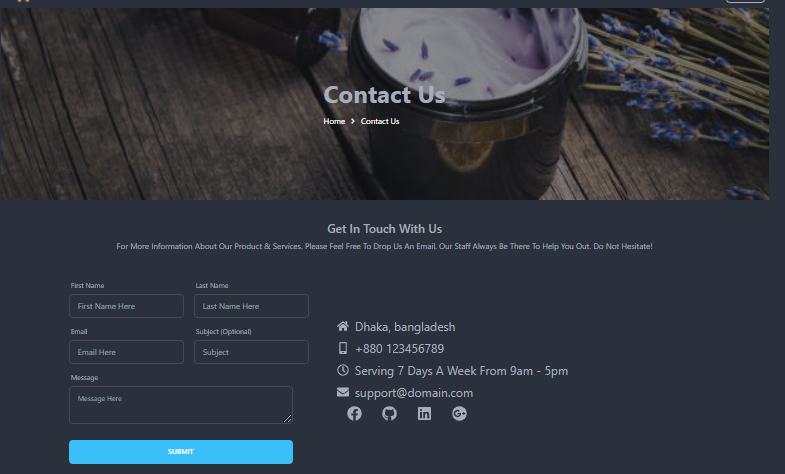 Contact Us
Home > Contact Us
Get In Touch With Us
For More Information About Our Product & Services. Please Feel Free To Drop Us An Email. Our Staff Always Be There To Help You Out. Do Not Hesitate!
First Name
Last Name
First Name Here
Last Name Here
Email
Subject (Optional)
Email Here
Subject
Message
Message Here
SUBMIT
Dhaka, bangladesh
+880 123456789
Serving 7 Days A Week From 9am - 5pm
support@domain.com